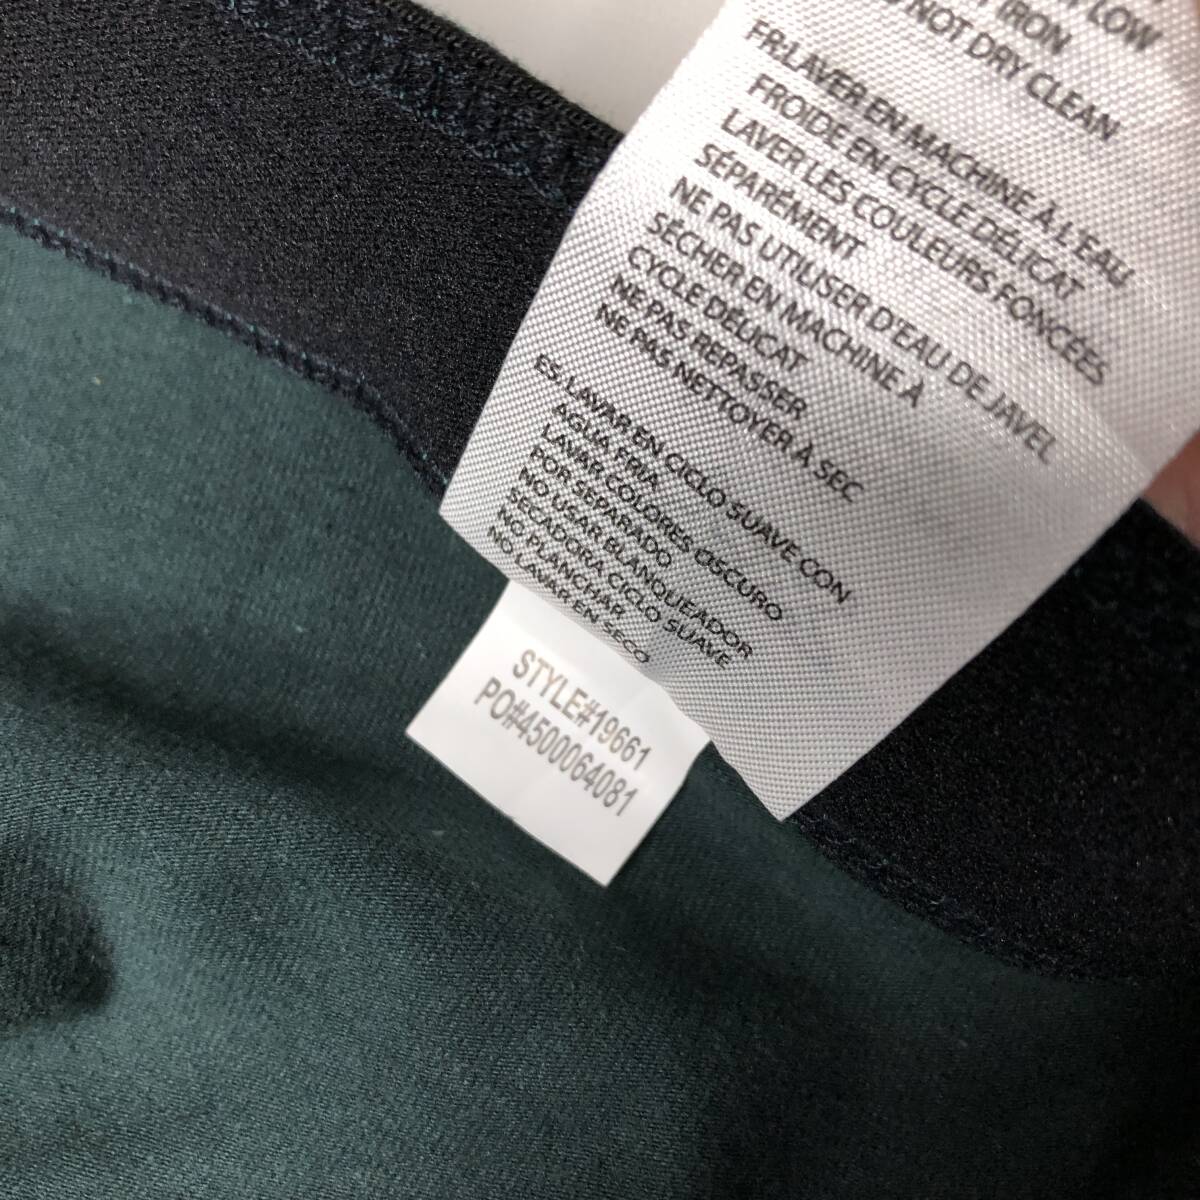 LOW
IRON
NOT DRY CLEAN
FR:LAVER EN MACHINE À L'EAU
FROIDE EN CYCLE DÉLICAT
LAVER LES COULEURS FONCÉES
SÉPARÉMENT
NE PAS UTILISER D'EAU DE JAVEL
SÉCHER EN MACHINE À
CYCLE DÉLICAT
NE PAS REPASSER
PAS NETTOYER À SEC
ES:LAVAR EN CICLO SUAVE CON
AGUA FRIA
LAVAR COLORES OSCURO
POR SEPARADO
NO USAR BLANQUEADOR
SECADORA CICLO SUAVE
NO PLANCHAR
NO LAVAR EN SECO
STYLE#19661
PO#4500064081